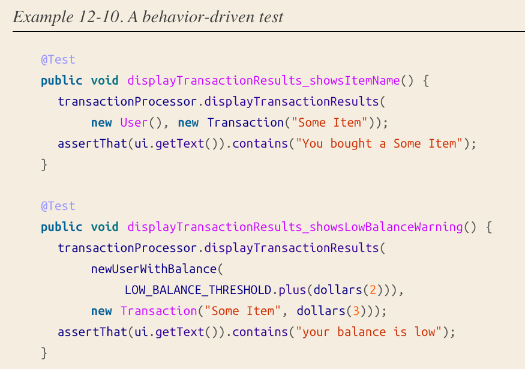 Example 12-10. A behavior-driven test
@Test
public void displayTransactionResults_showsItemName() {
transactionProcessor.displayTransactionResults(
new User(), new Transaction("Some Item"));
assertThat(ui.getText()).contains("You bought a Some Item");
}
@Test
public void displayTransactionResults_showsLowBalanceWarning() {
transactionProcessor.displayTransactionResults(
newUserWithBalance(
LOW_BALANCE_THRESHOLD.plus(dollars(2))),
new Transaction("Some Item", dollars(3)));
assertThat(ui.getText()).contains("your balance is low");
}